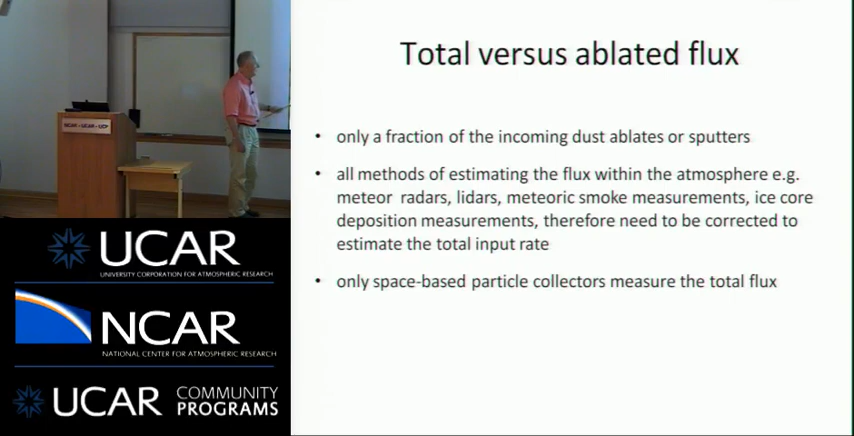 Total versus ablated flux
• only a fraction of the incoming dust ablates or sputters
• all methods of estimating the flux within the atmosphere e.g.
meteor radars, lidars, meteoric smoke measurements, ice core
deposition measurements, therefore need to be corrected to
estimate the total input rate
• only space-based particle collectors measure the total flux
NCAR • UCAR • UCP
UCAR
UNIVERSITY CORPORATION FOR ATMOSPHERIC RESEARCH
NCAR
NATIONAL CENTER FOR ATMOSPHERIC RESEARCH
UCAR COMMUNITY
PROGRAMS